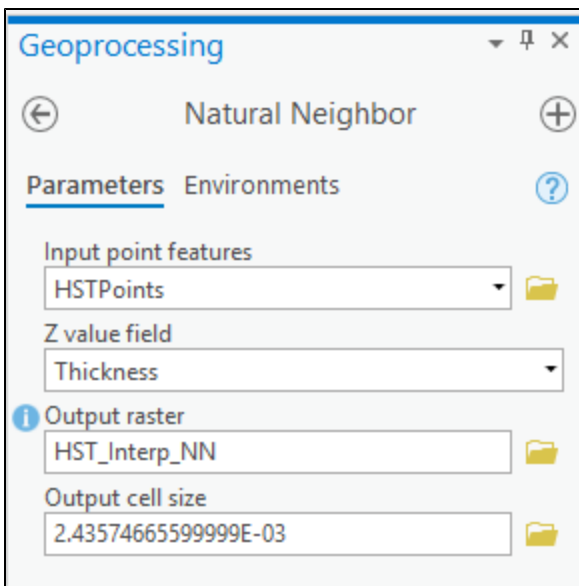 Geoprocessing
Natural Neighbor
Parameters Environments
Input point features
HSTPoints
Z value field
Thickness
Output raster
HST_Interp_NN
Output cell size
2.43574665599999E-03